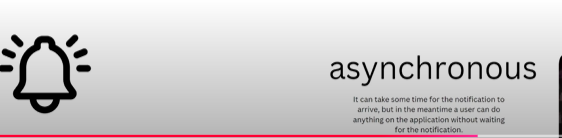 asynchronous
It can take some time for the notification to
arrive, but in the meantime a user can do
anything on the application without waiting
for the notification.